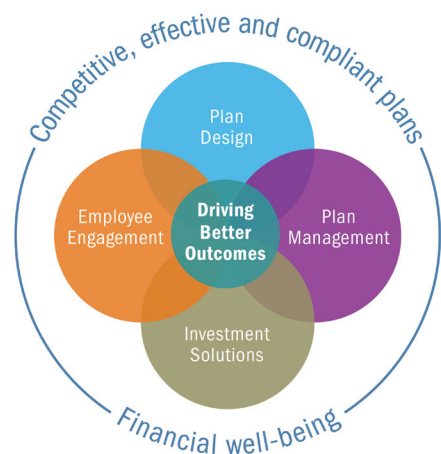 Competitive, effective and compliant plans
Plan
Design
Employee
Engagement
Driving
Better
Outcomes
Plan
Management
Investment
Solutions
Financial well-being